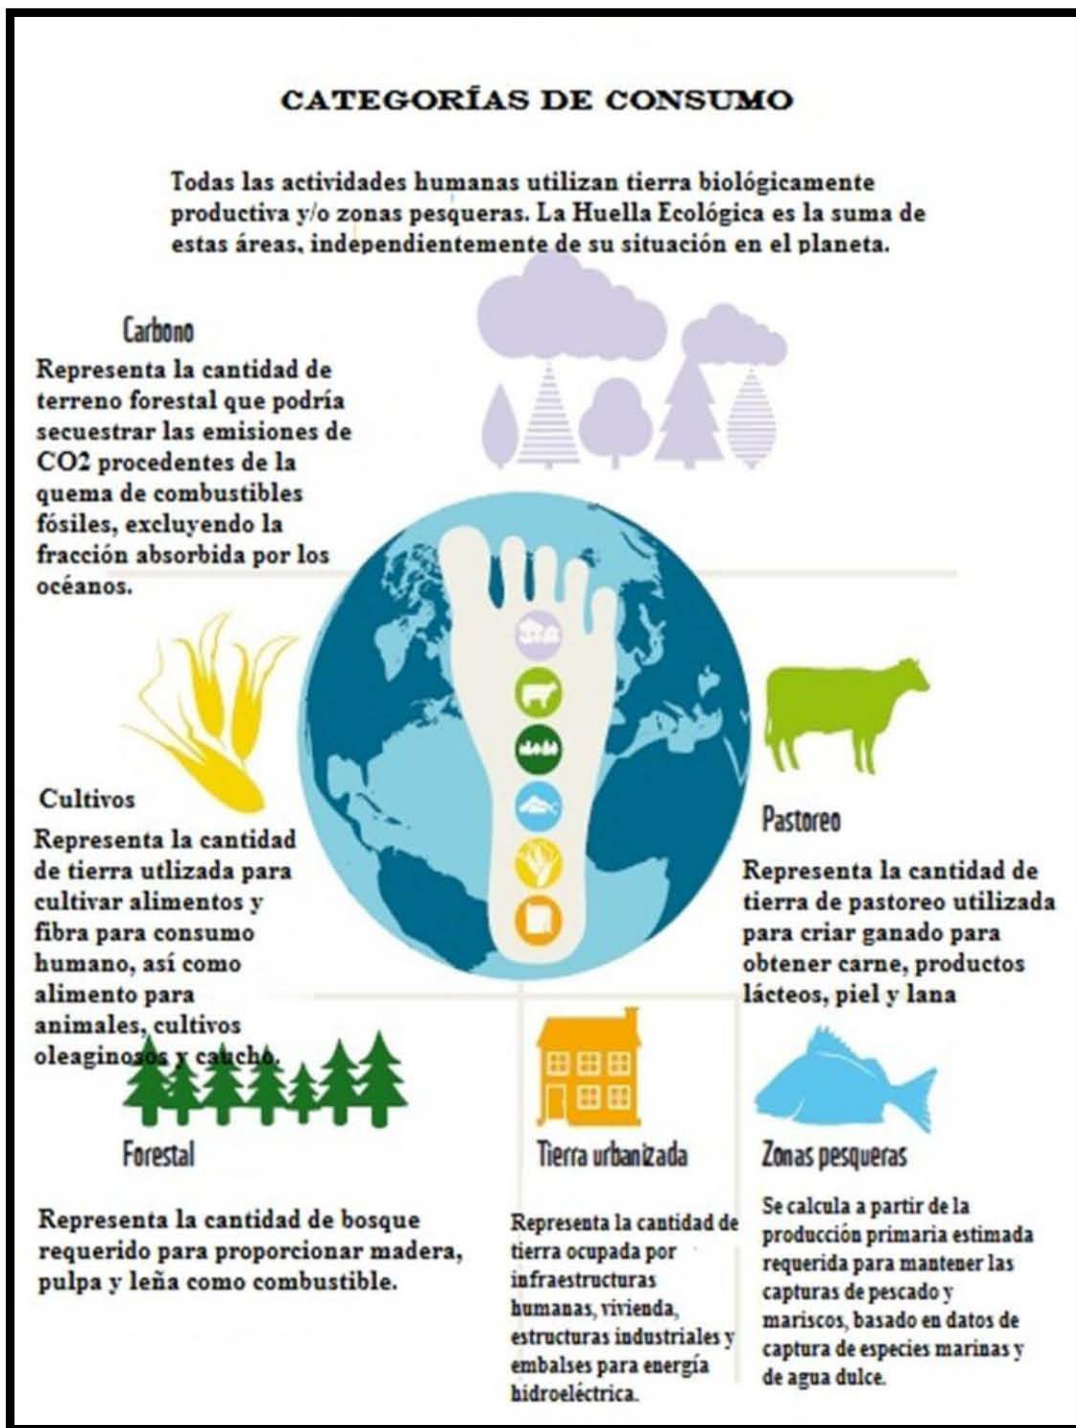 CATEGORÍAS DE CONSUMO
Todas las actividades humanas utilizan tierra biológicamente
productiva y/o zonas pesqueras. La Huella Ecológica es la suma de
estas áreas, independientemente de su situación en el planeta.
Carbono
Representa la cantidad de
terreno forestal que podría
secuestrar las emisiones de
CO2 procedentes de la
quema de combustibles
fósiles, excluyendo la
fracción absorbida por los
océanos.
Cultivos
Representa la cantidad
de tierra utlizada para
cultivar alimentos y
fibra para consumo
humano, así como
alimento para
animales, cultivos
oleaginosos y caucho.
Pastoreo
Representa la cantidad de
tierra de pastoreo utilizada
para criar ganado para
obtener carne, productos
lácteos, piel y lana
Forestal
Representa la cantidad de bosque
requerido para proporcionar madera,
pulpa y leña como combustible.
Tierra urbanizada
Representa la cantidad de
tierra ocupada por
infraestructuras
humanas, vivienda,
estructuras industriales y
embalses para energía
hidroeléctrica.
Zonas pesqueras
Se calcula a partir de la
producción primaria estimada
requerida para mantener las
capturas de pescado y
mariscos, basado en datos de
captura de especies marinas y
de agua dulce.